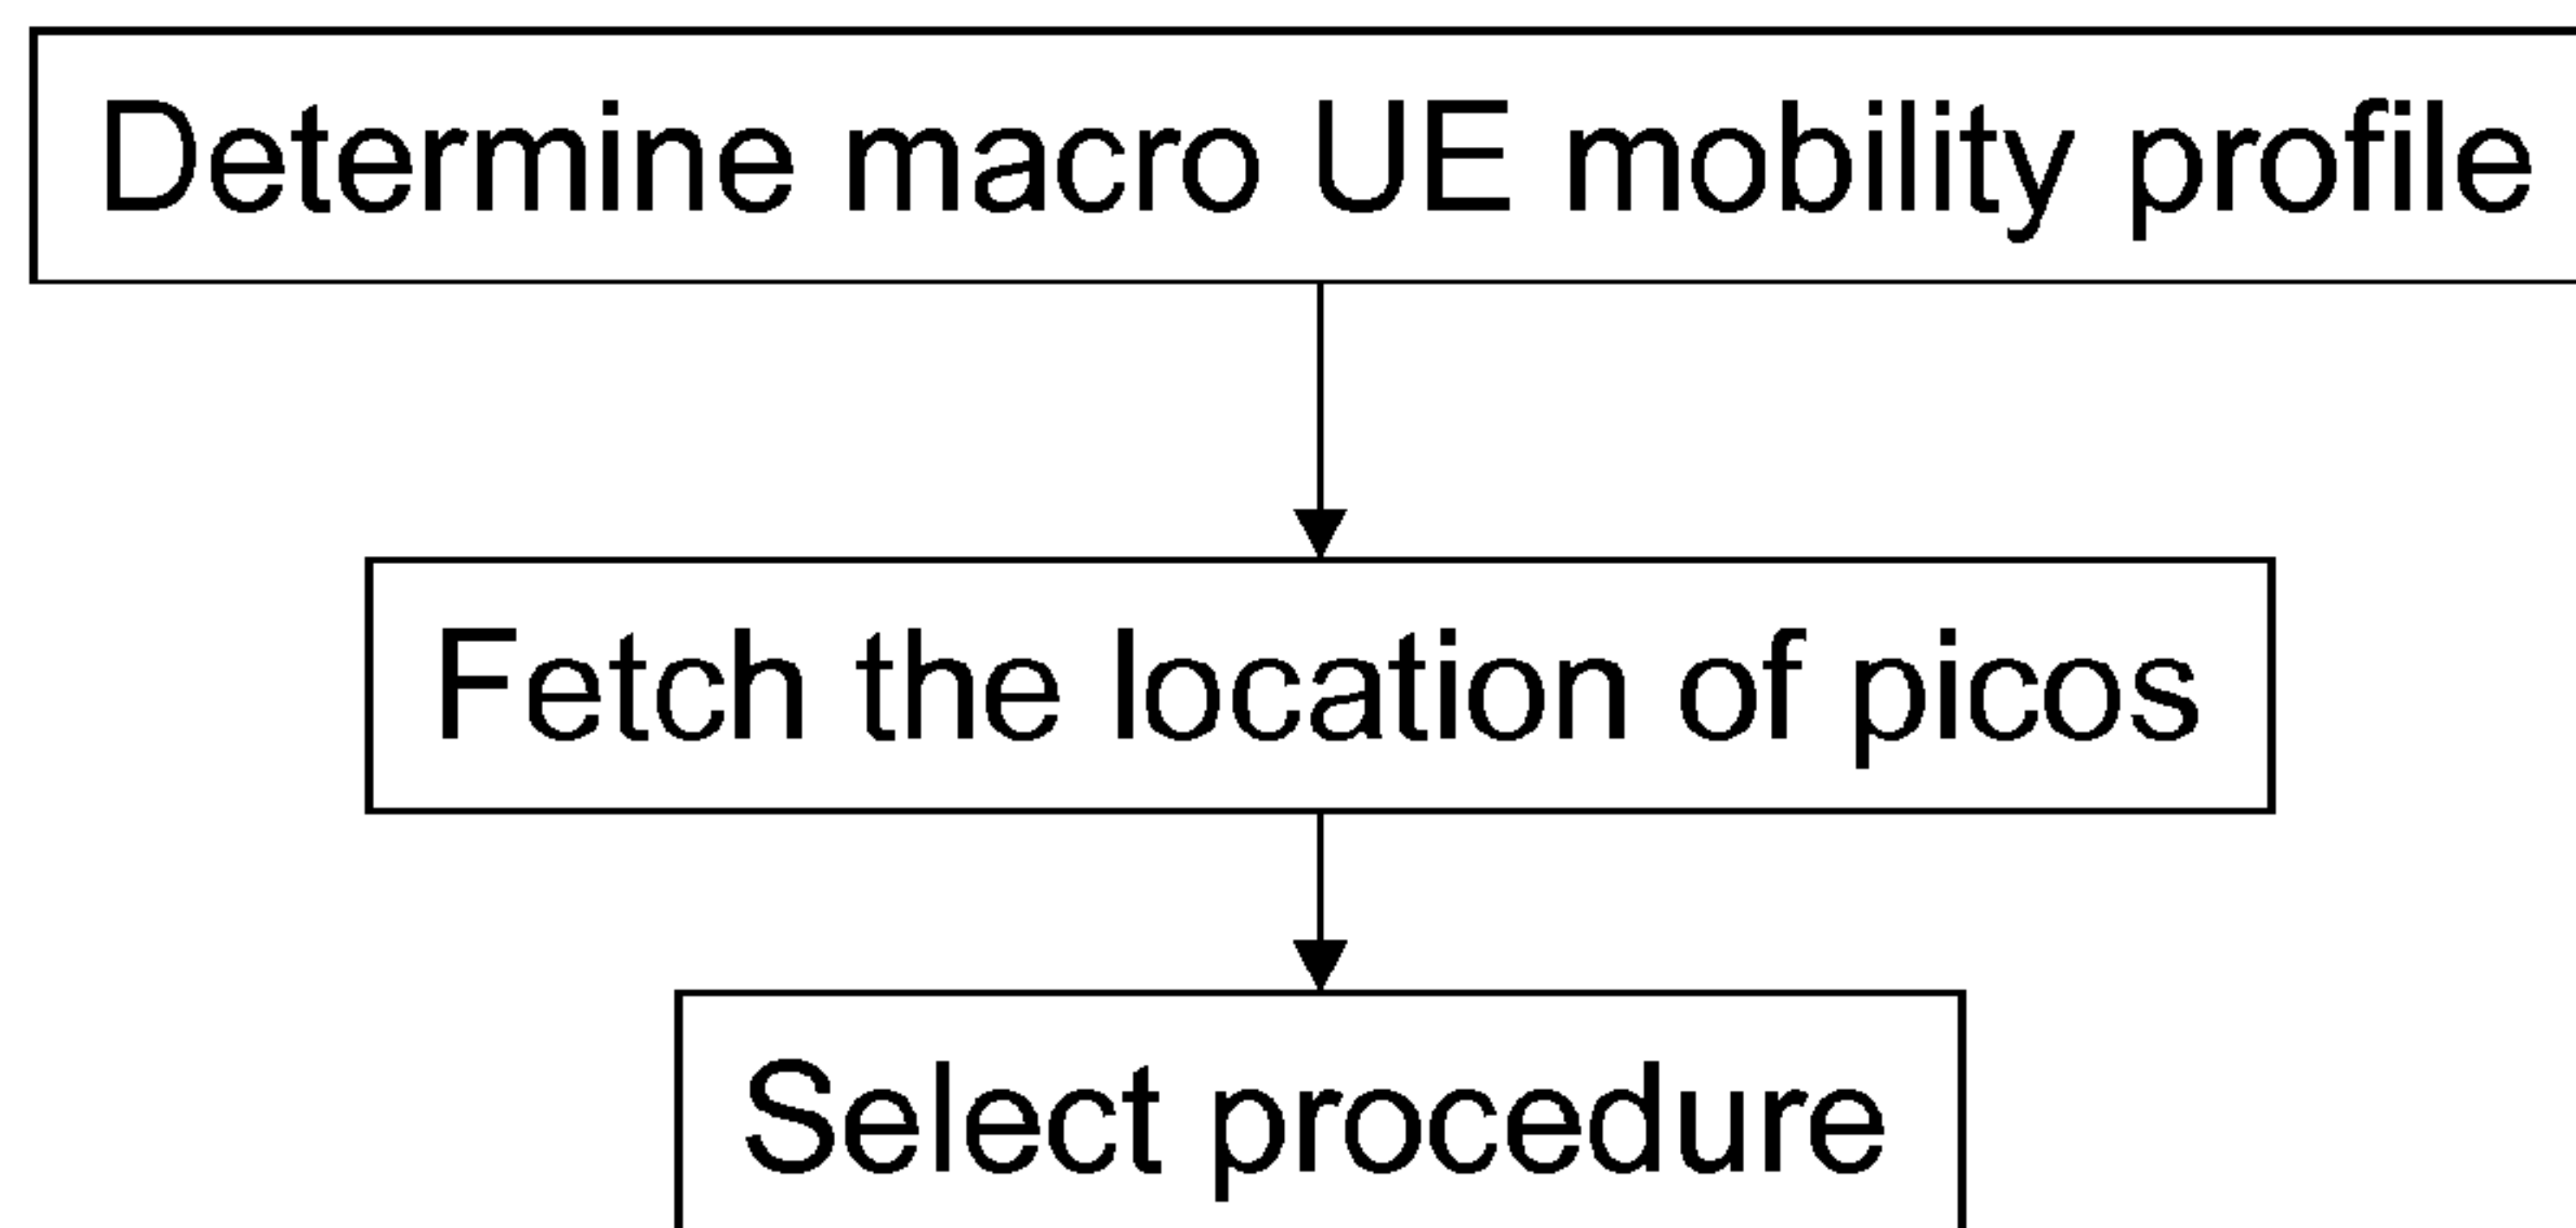 Determine macro UE mobility profile
Fetch the location of picos
Select procedure